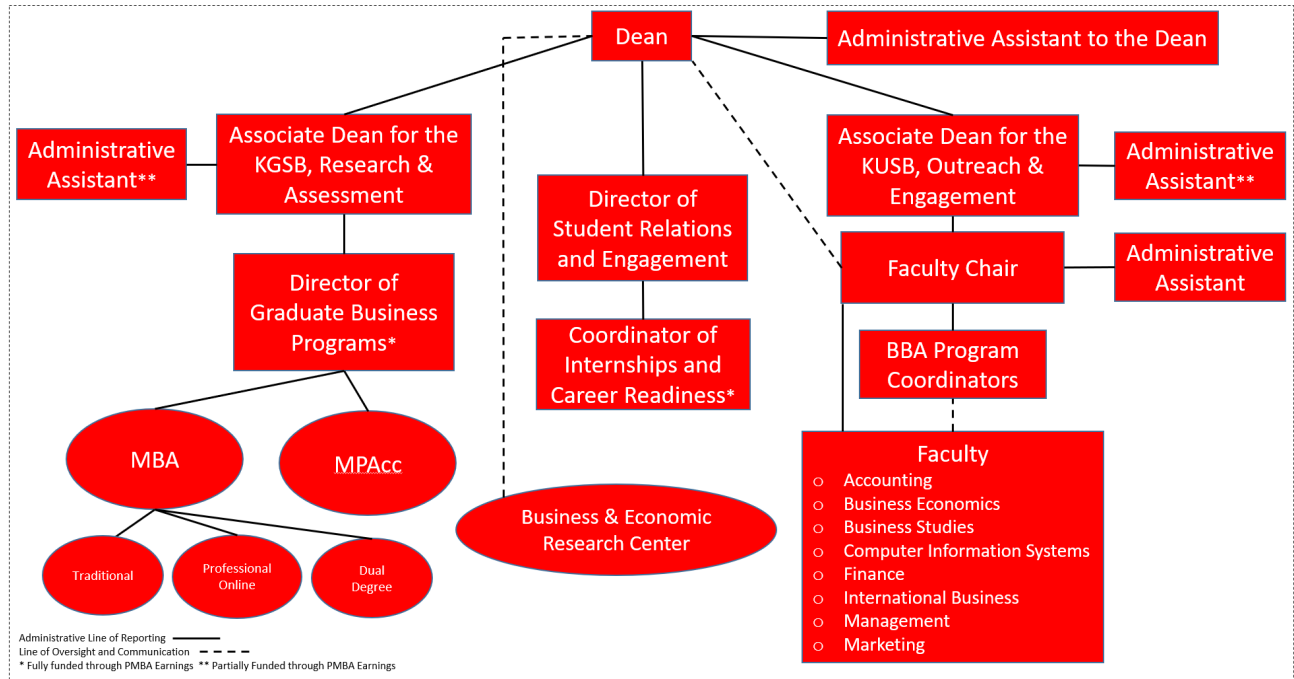 Dean
Administrative Assistant to the Dean
Administrative
Assistant**
Associate Dean for the
KGSB, Research &
Assessment
Director of
Student Relations
and Engagement
Associate Dean for the
KUSB, Outreach &
Engagement
Administrative
Assistant**
Director of
Graduate Business
Programs*
Faculty Chair
Administrative
Assistant
Coordinator of
Internships and
Career Readiness*
BBA Program
Coordinators
MBA
MPAcc
Business & Economic
Research Center
Faculty
o Accounting
o Business Economics
o Business Studies
o Computer Information Systems
o Finance
o International Business
o Management
o Marketing
Traditional
Professional
Online
Dual
Degree
Administrative Line of Reporting
Line of Oversight and Communication
* Fully funded through PMBA Earnings ** Partially Funded through PMBA Earnings